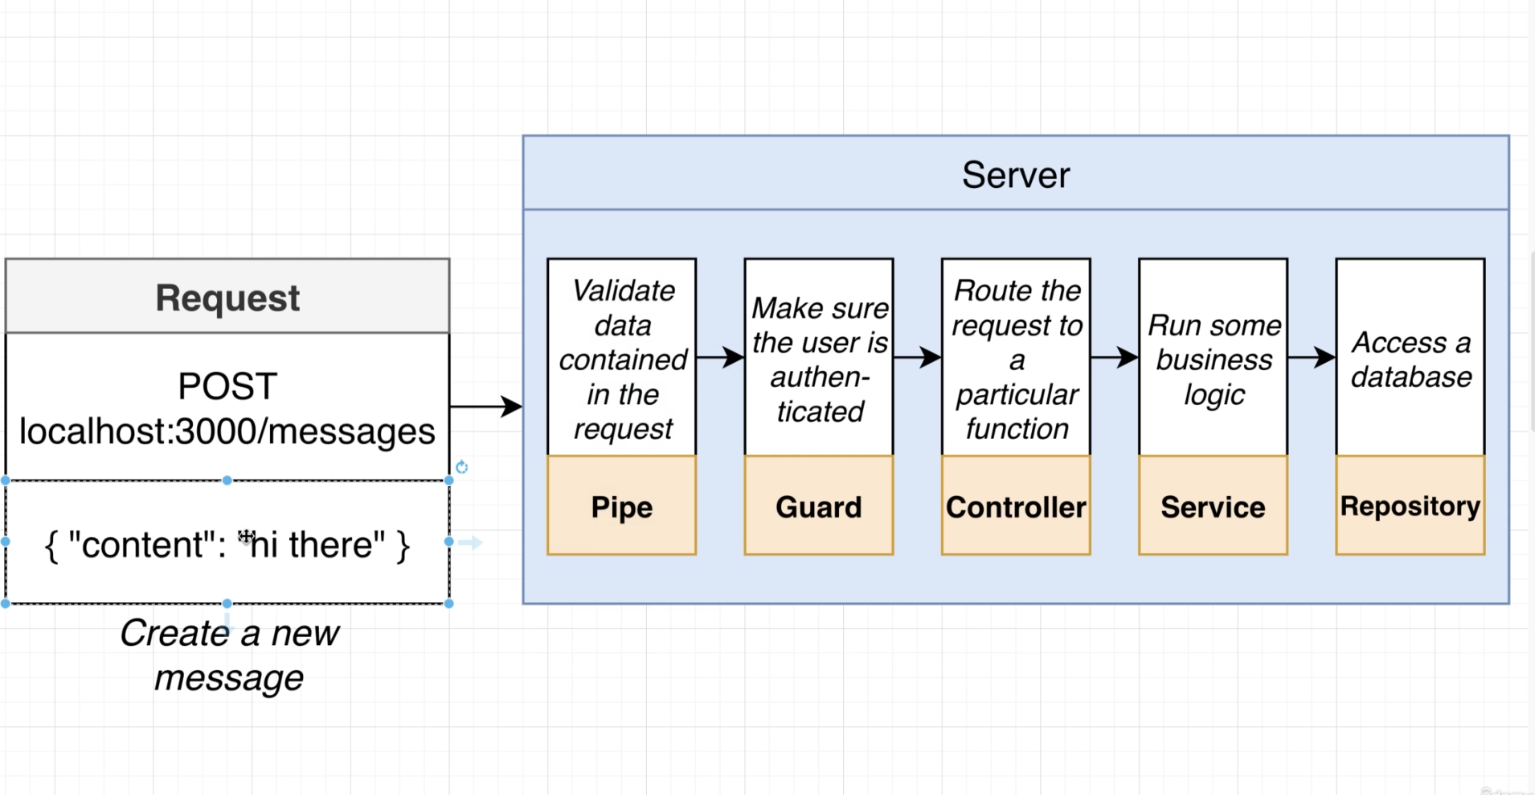 Server
Request
POST
localhost:3000/messages
{ "content": "hi there" }
Create a new
message
Validate
data
contained
in the
request
Pipe
Make sure
the user is
authen-
ticated
Guard
Route the
request to
a
particular
function
Controller
Run some
business
logic
Service
Access a
database
Repository